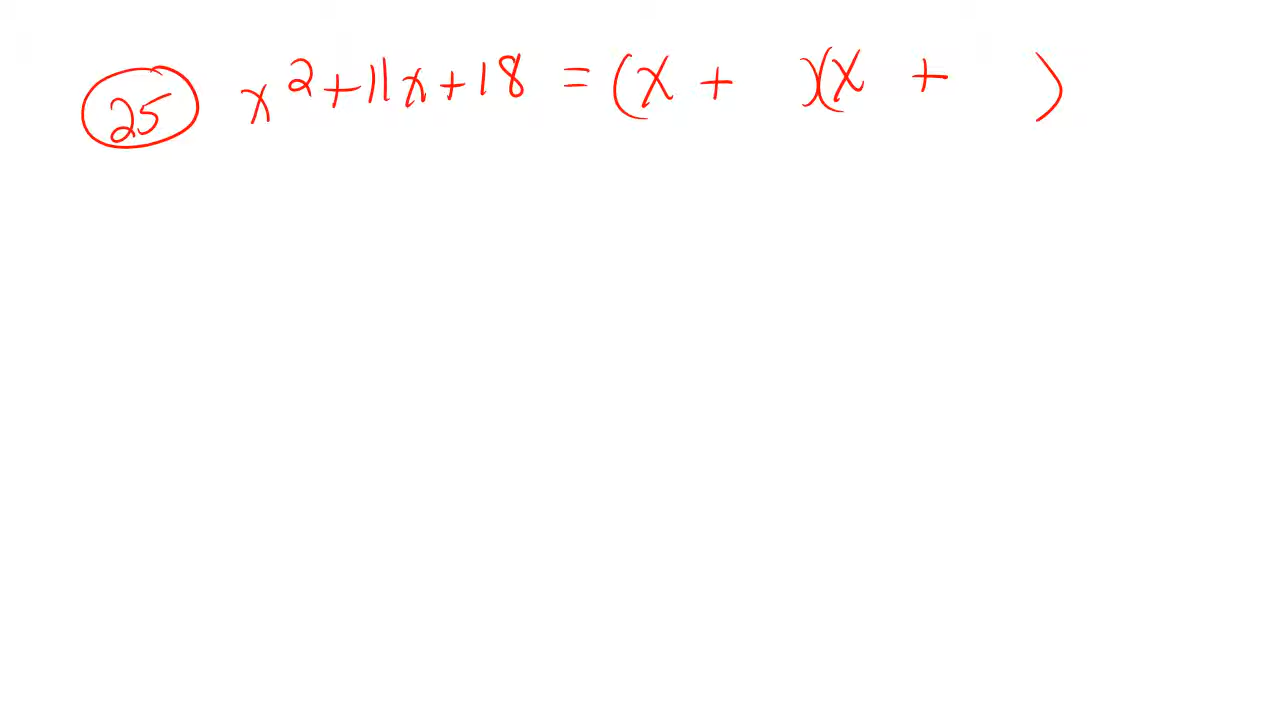 25 x² + 11x + 18 = (x + )(x + )